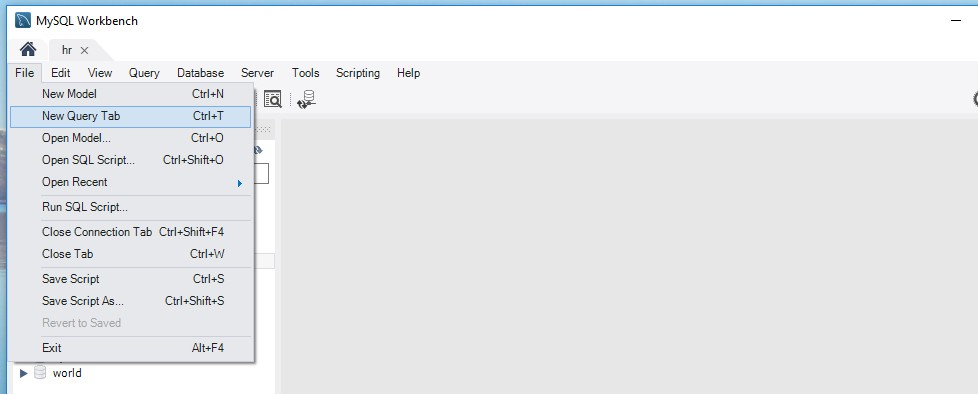 MySQL Workbench
hr
File Edit View Query Database Server Tools Scripting Help
New Model Ctrl+N
New Query Tab Ctrl+T
Open Model... Ctrl+O
Open SQL Script... Ctrl+Shift+O
Open Recent
Run SQL Script...
Close Connection Tab Ctrl+Shift+F4
Close Tab Ctrl+W
Save Script Ctrl+S
Save Script As... Ctrl+Shift+S
Revert to Saved
Exit Alt+F4
world